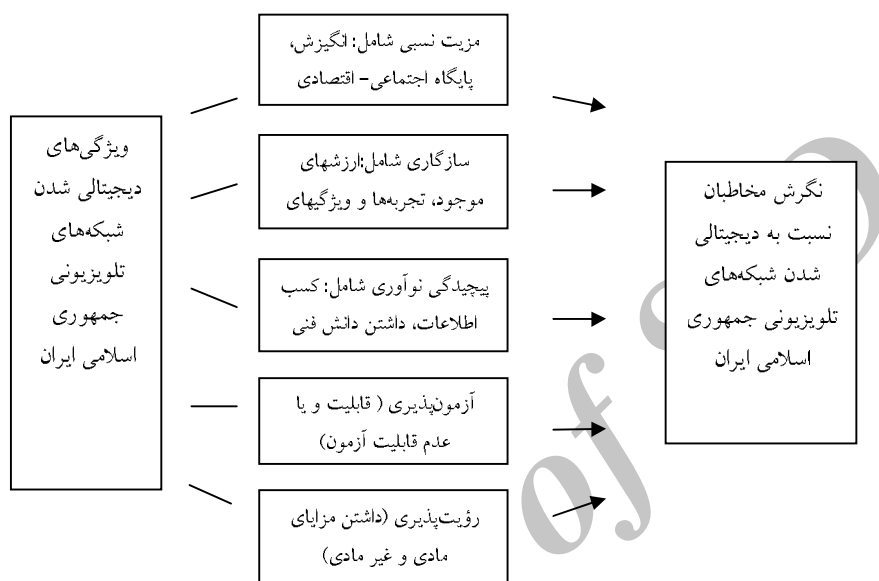 ویژگی‌های
دیجیتالی شدن
شبکه‌های
تلویزیونی
جمهوری
اسلامی ایران
مزیت نسبی شامل: انگیزش،
پایگاه اجتماعی- اقتصادی
سازگاری شامل:ارزشهای
موجود، تجربه‌ها و ویژگیهای
پیچیدگی نوآوری شامل: کسب
اطلاعات، داشتن دانش فنی
آزمون‌پذیری ( قابلیت و یا
عدم قابلیت آزمون)
رؤیت‌پذیری (داشتن مزایای
مادی و غیر مادی)
نگرش مخاطبان
نسبت به دیجیتالی
شدن شبکه‌های
تلویزیونی جمهوری
اسلامی ایران
of